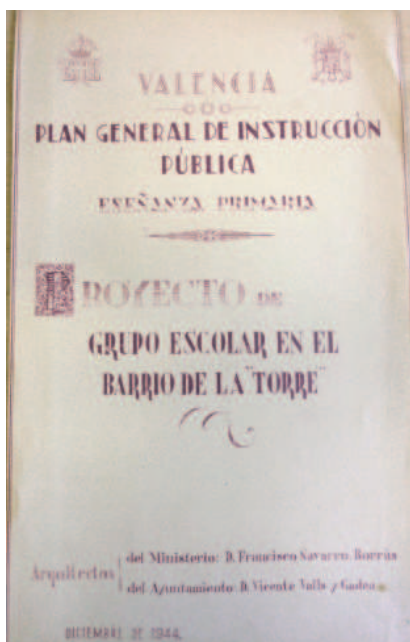 VALENCIA
PLAN GENERAL DE INSTRUCCIÓN
PÚBLICA
ESEÑANZA PRIMARIA
PROYECTO DE
GRUPO ESCOLAR EN EL
BARRIO DE LA "TORRE"
Arquitectos
del Ministerio: D. Francisco Navarro Borrás
del Ayuntamiento: D. Vicente Valls y Gadea
DICIEMBRE DE 1944.